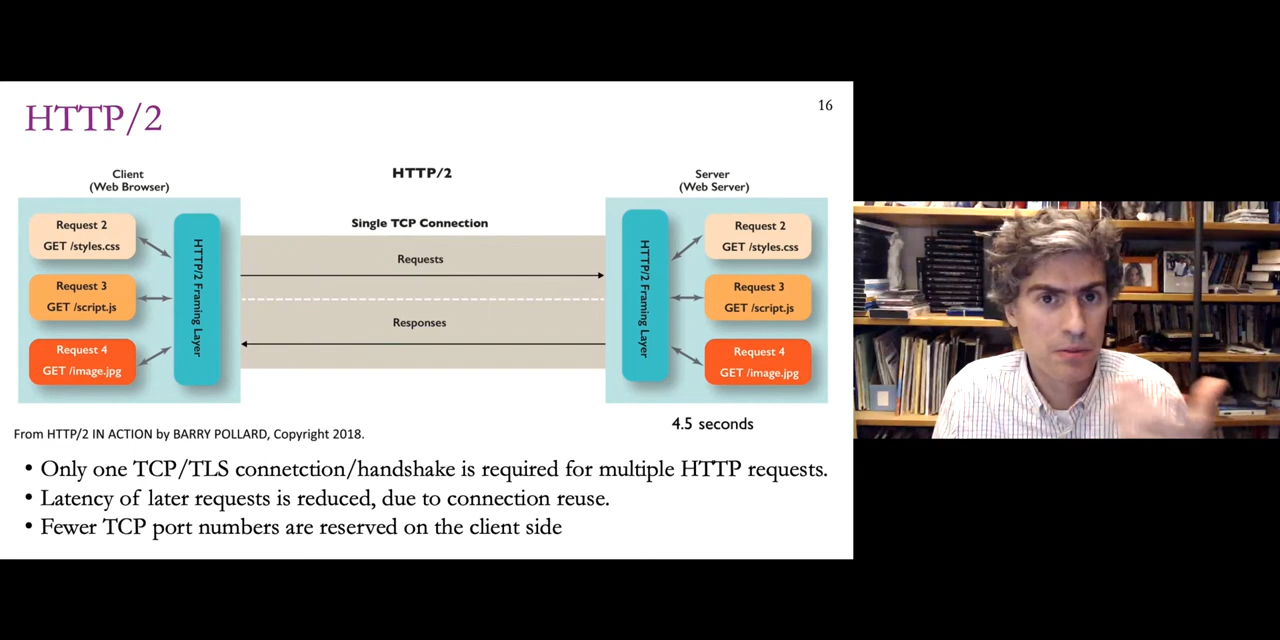 HTTP/2
16
Client
(Web Browser)
HTTP/2
Server
(Web Server)
Single TCP Connection
Request 2
GET /styles.css
Request 3
GET /script.js
Request 4
GET /image.jpg
HTTP/2 Framing Layer
Requests
Responses
HTTP/2 Framing Layer
Request 2
GET /styles.css
Request 3
GET /script.js
Request 4
GET /image.jpg
4.5 seconds
From HTTP/2 IN ACTION by BARRY POLLARD, Copyright 2018.
• Only one TCP/TLS connetction/handshake is required for multiple HTTP requests.
• Latency of later requests is reduced, due to connection reuse.
• Fewer TCP port numbers are reserved on the client side